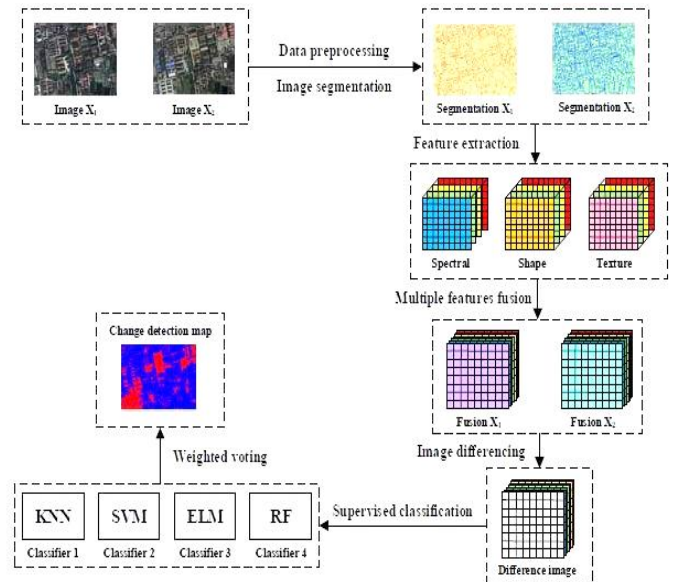 Image X₁
Image X₂
Data preprocessing
Image segmentation
Segmentation X₁
Segmentation X₂
Feature extraction
Spectral
Shape
Texture
Multiple features fusion
Fusion X₁
Fusion X₂
Image differencing
Difference image
Supervised classification
KNN
SVM
ELM
RF
Classifier 1
Classifier 2
Classifier 3
Classifier 4
Weighted voting
Change detection map